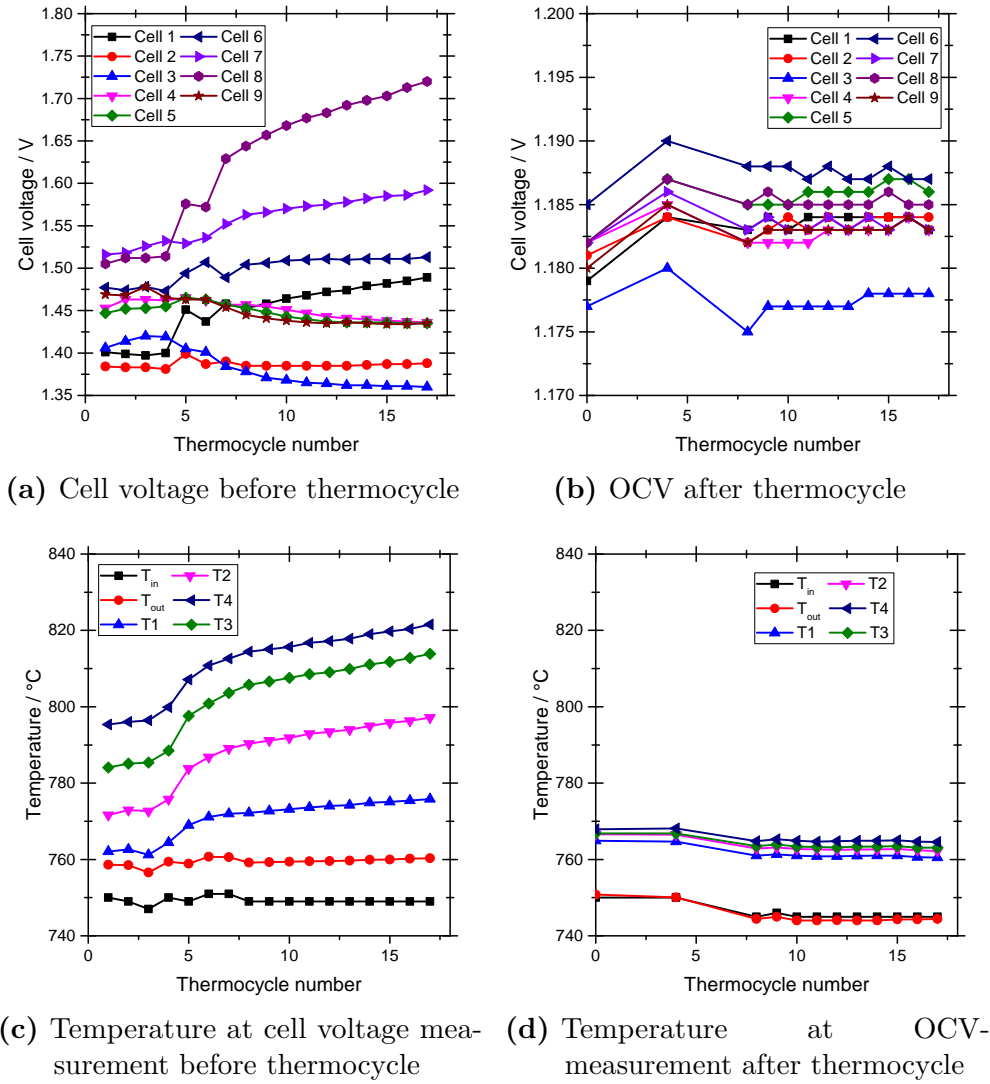 1.80
1.75
1.70
1.65
1.60
1.55
1.50
1.45
1.40
1.35
Cell voltage / V
Cell 1 Cell 6
Cell 2 Cell 7
Cell 3 Cell 8
Cell 4 Cell 9
Cell 5
0 5 10 15
Thermocycle number
(a) Cell voltage before thermocycle
1.200
1.195
1.190
1.185
1.180
1.175
1.170
Cell voltage / V
Cell 1 Cell 6
Cell 2 Cell 7
Cell 3 Cell 8
Cell 4 Cell 9
Cell 5
0 5 10 15
Thermocycle number
(b) OCV after thermocycle
840
820
800
780
760
740
Temperature / °C
T_in T2
T_out T4
T1 T3
0 5 10 15
Thermocycle number
(c) Temperature at cell voltage mea-
surement before thermocycle
840
820
800
780
760
740
Temperature / °C
T_in T2
T_out T4
T1 T3
0 5 10 15
Thermocycle number
(d) Temperature at OCV-
measurement after thermocycle